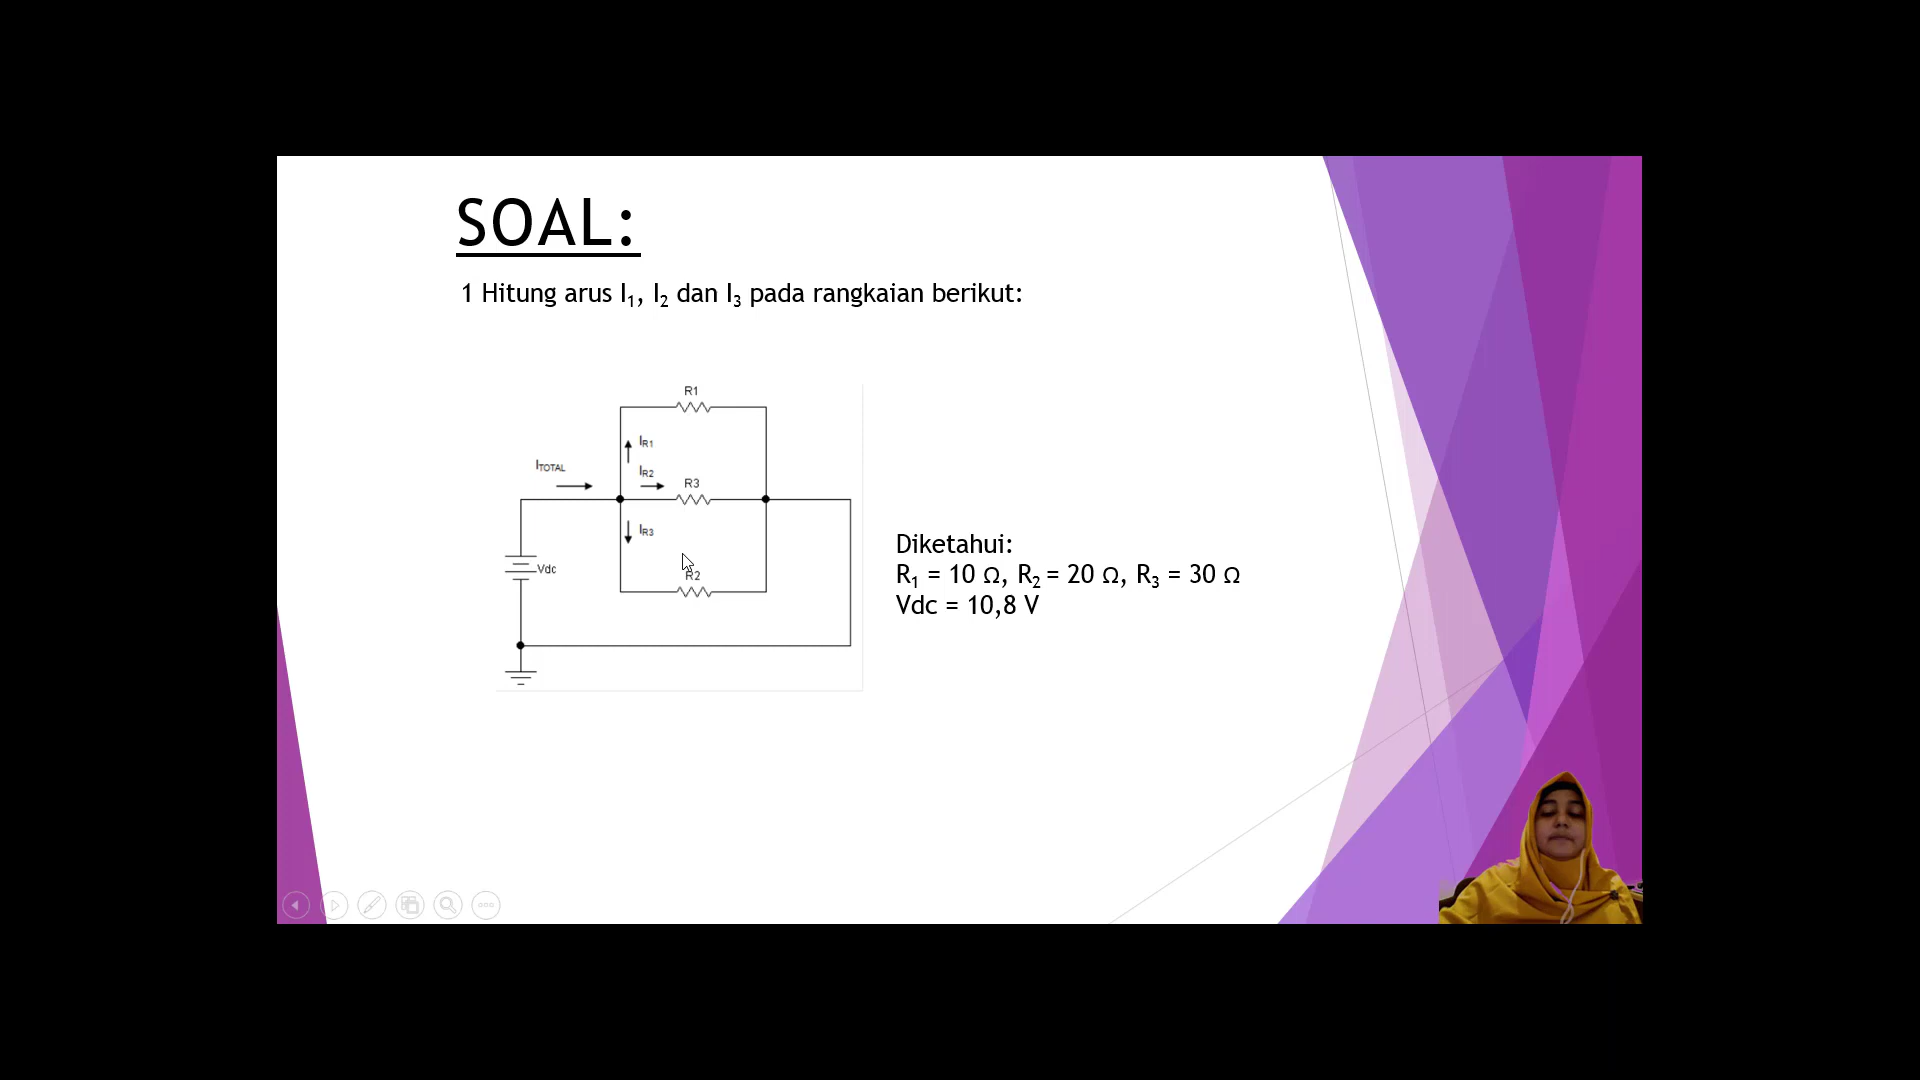 SOAL:
1 Hitung arus I₁, I₂ dan I₃ pada rangkaian berikut:
R1
IR1
ITOTAL
IR2
R3
IR3
Vdc
R2
Diketahui:
R₁ = 10 Ω, R₂ = 20 Ω, R₃ = 30 Ω
Vdc = 10,8 V